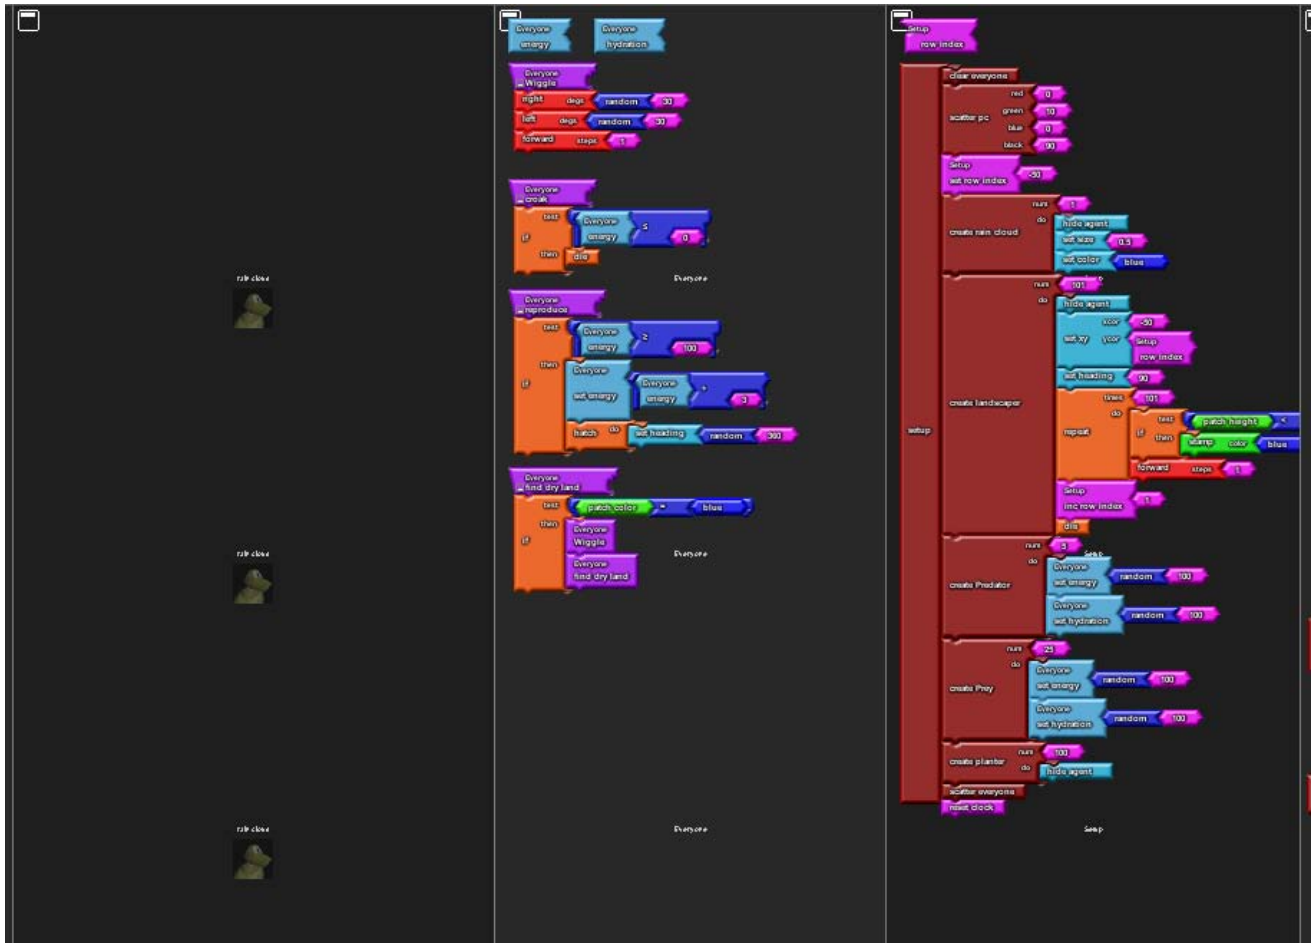 rain cloud
rain cloud
rain cloud
Everyone
energy
Everyone
hydration
Everyone
Wiggle
right degs random 30
left degs random 30
forward steps 1
Everyone
croak
if test Everyone energy ≤ 0
then die
Everyone
Everyone
reproduce
if test Everyone energy ≥ 100
then Everyone set energy Everyone energy
3
hatch do set heading random 360
Everyone
find dry land
if test patch color = blue
then Everyone
Wiggle
Everyone
find dry land
Everyone
Everyone
Setup
row index
setup
clear everyone
scatter pc
red 0
green 10
blue 0
black 90
Setup
set row index -50
create rain cloud
num 1
do hide agent
set size 0.5
set color blue
create landscaper
num 101
do hide agent
set xy xcor -50
ycor Setup
row index
set heading 90
repeat times 101
do if test patch height <
then stamp color blue
forward steps 1
Setup
inc row index 1
die
Setup
create Predator
num 5
do Everyone
set energy random 100
Everyone
set hydration random 100
create Prey
num 25
do Everyone
set energy random 100
Everyone
set hydration random 100
create planter
num 100
do hide agent
scatter everyone
reset clock
Setup